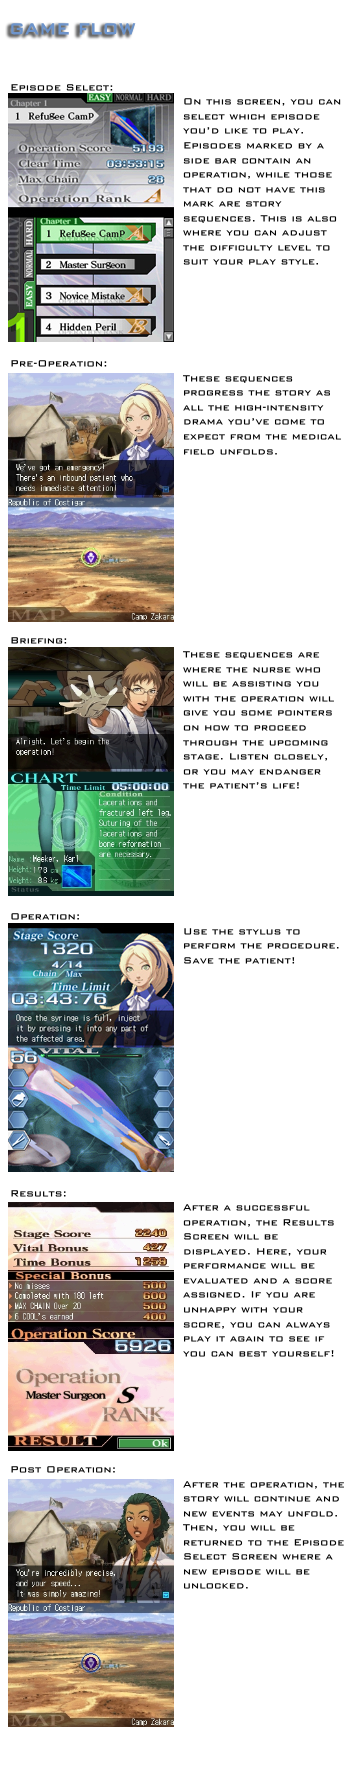 GAME FLOW
Episode Select:
Chapter 1
EASY NORMAL HARD
1 Refugee Camp
Operation Score 5193
Clear Time 03:53:15
Max Chain 28
Operation Rank A
Difficulty
EASY NORMAL HARD
Chapter 1
1 Refugee Camp A
2 Master Surgeon
3 Novice Mistake A
4 Hidden Peril B
On this screen, you can
select which episode
you'd like to play.
Episodes marked by a
side bar contain an
operation, while those
that do not have this
mark are story
sequences. This is also
where you can adjust
the difficulty level to
suit your play style.
Pre-Operation:
We've got an emergency!
There's an inbound patient who
needs immediate attention!
Republic of Costigar
MAP
Camp Zakara
These sequences
progress the story as
all the high-intensity
drama you've come to
expect from the medical
field unfolds.
Briefing:
Alright. Let's begin the
operation!
CHART
Time Limit 05:00:00
Condition
Lacerations and
fractured left leg.
Suturing of the
lacerations and
bone reformation
are necessary.
Name: Meeker, Karl
Height: 178 cm
Weight: 86 kg
Status
These sequences are
where the nurse who
will be assisting you
with the operation will
give you some pointers
on how to proceed
through the upcoming
stage. Listen closely,
or you may endanger
the patient's life!
Operation:
Stage Score
1320
4/14
Chain / Max
Time Limit
03:43:76
Once the syringe is full, inject
it by pressing it into any part of
the affected area.
56 VITAL
Use the stylus to
perform the procedure.
Save the patient!
Results:
Stage Score 2240
Vital Bonus 427
Time Bonus 1259
Special Bonus
No misses 500
Completed with 180 left 600
MAX CHAIN Over 20 500
6 COOL's earned 400
Operation Score 5926
Operation
Master Surgeon S
RANK
RESULT
Ok
After a successful
operation, the Results
Screen will be
displayed. Here, your
performance will be
evaluated and a score
assigned. If you are
unhappy with your
score, you can always
play it again to see if
you can best yourself!
Post Operation:
You're incredibly precise,
and your speed...
It was simply amazing!
Republic of Costigar
MAP
Camp Zakara
After the operation, the
story will continue and
new events may unfold.
Then, you will be
returned to the Episode
Select Screen where a
new episode will be
unlocked.